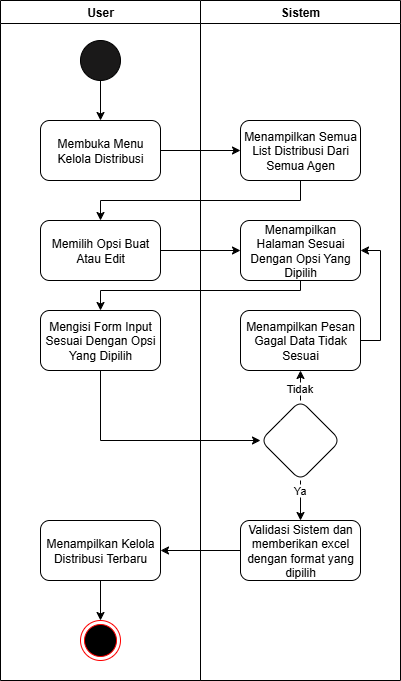 User
Sistem
Membuka Menu
Kelola Distribusi
Menampilkan Semua
List Distribusi Dari
Semua Agen
Memilih Opsi Buat
Atau Edit
Menampilkan
Halaman Sesuai
Dengan Opsi Yang
Dipilih
Mengisi Form Input
Sesuai Dengan Opsi
Yang Dipilih
Menampilkan Pesan
Gagal Data Tidak
Sesuai
Tidak
Ya
Validasi Sistem dan
memberikan excel
dengan format yang
dipilih
Menampilkan Kelola
Distribusi Terbaru